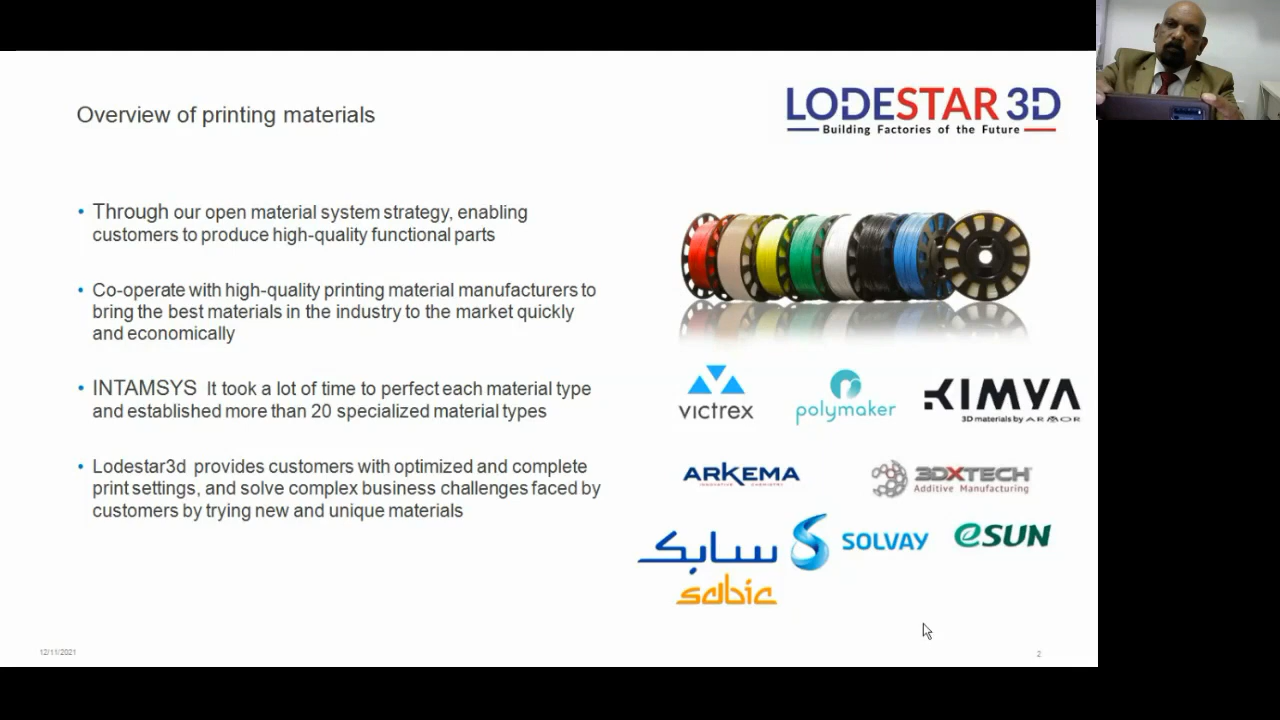 Overview of printing materials
LODESTAR 3D
Building Factories of the Future
• Through our open material system strategy, enabling
customers to produce high-quality functional parts
• Co-operate with high-quality printing material manufacturers to
bring the best materials in the industry to the market quickly
and economically
• INTAMSYS It took a lot of time to perfect each material type
and established more than 20 specialized material types
• Lodestar3d provides customers with optimized and complete
print settings, and solve complex business challenges faced by
customers by trying new and unique materials
victrex
polymaker
KIMYA
3D materials by ARMOR
ARKEMA
INNOVATIVE CHEMISTRY
3DXTECH
Additive Manufacturing
سابك
sabic
SOLVAY
eSUN
12/11/2021
2